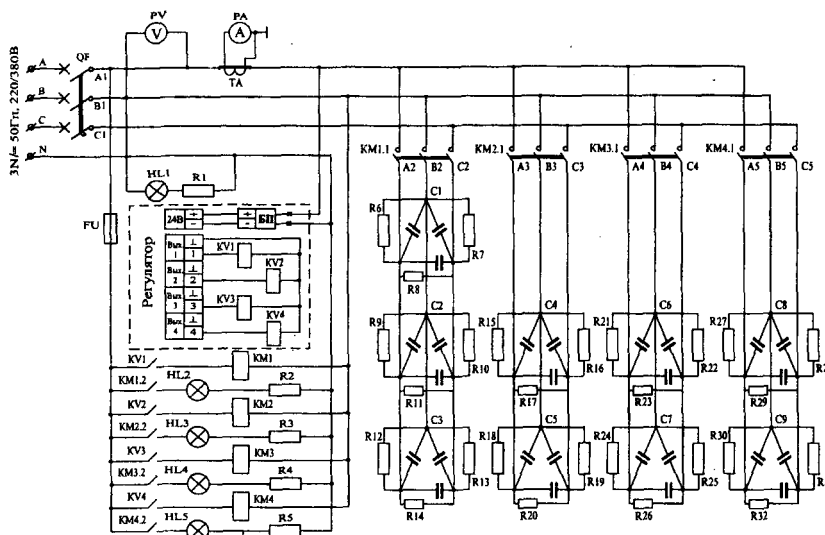 PV
V
PA
A
TA
3N/≈ 50Гц, 220/380В
A
QF
A1
B
B1
C
C1
N
HL1
R1
FU
Регулятор
24В
+
−
+
−
БП
Вых 1
⊥
1
KV1
Вых 2
⊥
2
KV2
Вых 3
⊥
3
KV3
Вых 4
⊥
4
KV4
KV1
KM1
KM1.2
HL2
R2
KV2
KM2
KM2.2
HL3
R3
KV3
KM3
KM3.2
HL4
R4
KV4
KM4
KM4.2
HL5
R5
KM1.1
A2
B2
C2
KM2.1
A3
B3
C3
KM3.1
A4
B4
C4
KM4.1
A5
B5
C5
C1
R6
R7
R8
C2
R9
R10
R11
C3
R12
R13
R14
C4
R15
R16
R17
C5
R18
R19
R20
C6
R21
R22
R23
C7
R24
R25
R26
C8
R27
R29
C9
R30
R32